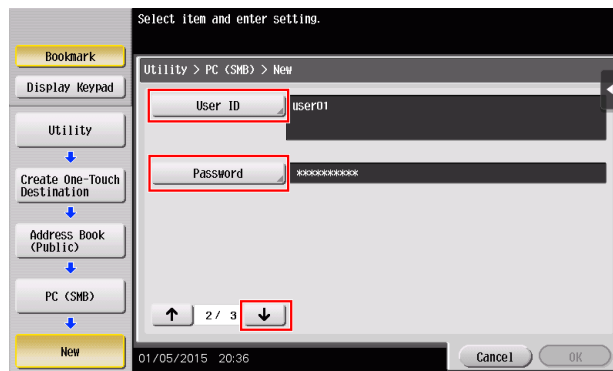 Select item and enter setting.
Bookmark
Display Keypad
Utility
Create One-Touch
Destination
Address Book
(Public)
PC (SMB)
New
Utility > PC (SMB) > New
User ID
user01
Password
**********
↑ 2/ 3 ↓
01/05/2015 20:36
Cancel
OK